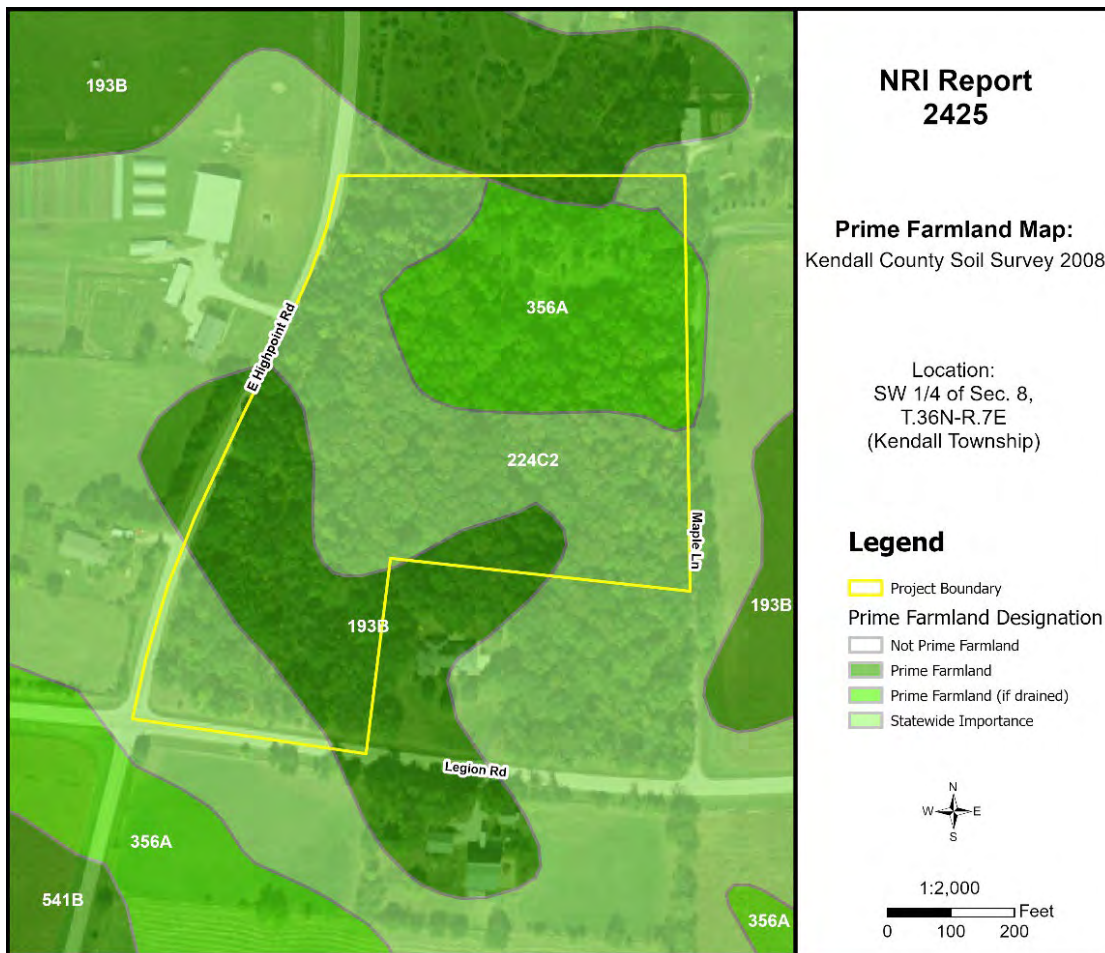 193B
E Highpoint Rd
356A
224C2
Maple Ln
193B
193B
Legion Rd
356A
541B
356A
NRI Report
2425
Prime Farmland Map:
Kendall County Soil Survey 2008
Location:
SW 1/4 of Sec. 8,
T.36N-R.7E
(Kendall Township)
Legend
Project Boundary
Prime Farmland Designation
Not Prime Farmland
Prime Farmland
Prime Farmland (if drained)
Statewide Importance
N
W E
S
1:2,000
Feet
0 100 200